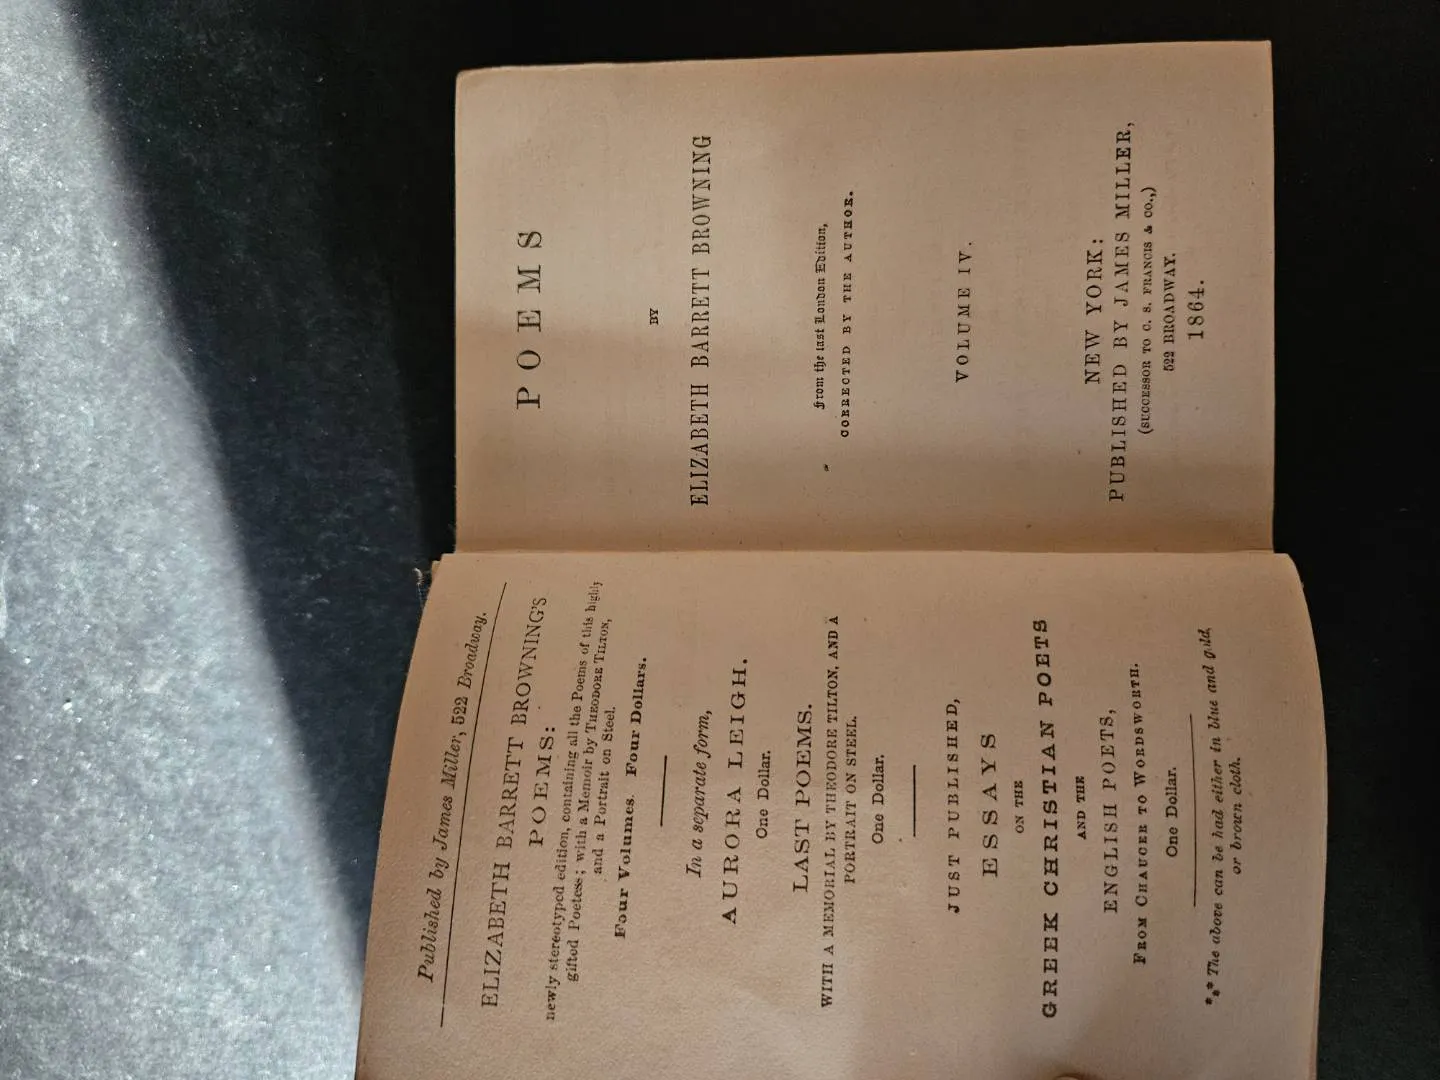 Published by James Miller, 522 Broadway.
ELIZABETH BARRETT BROWNING'S
POEMS:
newly stereotyped edition, containing all the Poems of this highly
gifted Poetess; with a Memoir by THEODORE TILTON,
and a Portrait on Steel.
Four Volumes. Four Dollars.
In a separate form,
AURORA LEIGH.
One Dollar.
LAST POEMS.
WITH A MEMORIAL BY THEODORE TILTON, AND A
PORTRAIT ON STEEL.
One Dollar.
JUST PUBLISHED,
ESSAYS
ON THE
GREEK CHRISTIAN POETS
AND THE
ENGLISH POETS,
FROM CHAUCER TO WORDSWORTH.
One Dollar.
*** The above can be had either in blue and gold,
or brown cloth.
POEMS
BY
ELIZABETH BARRETT BROWNING
From the last London Edition,
CORRECTED BY THE AUTHOR.
VOLUME IV.
NEW YORK:
PUBLISHED BY JAMES MILLER,
(SUCCESSOR TO C. S. FRANCIS & CO.,)
522 BROADWAY.
1864.